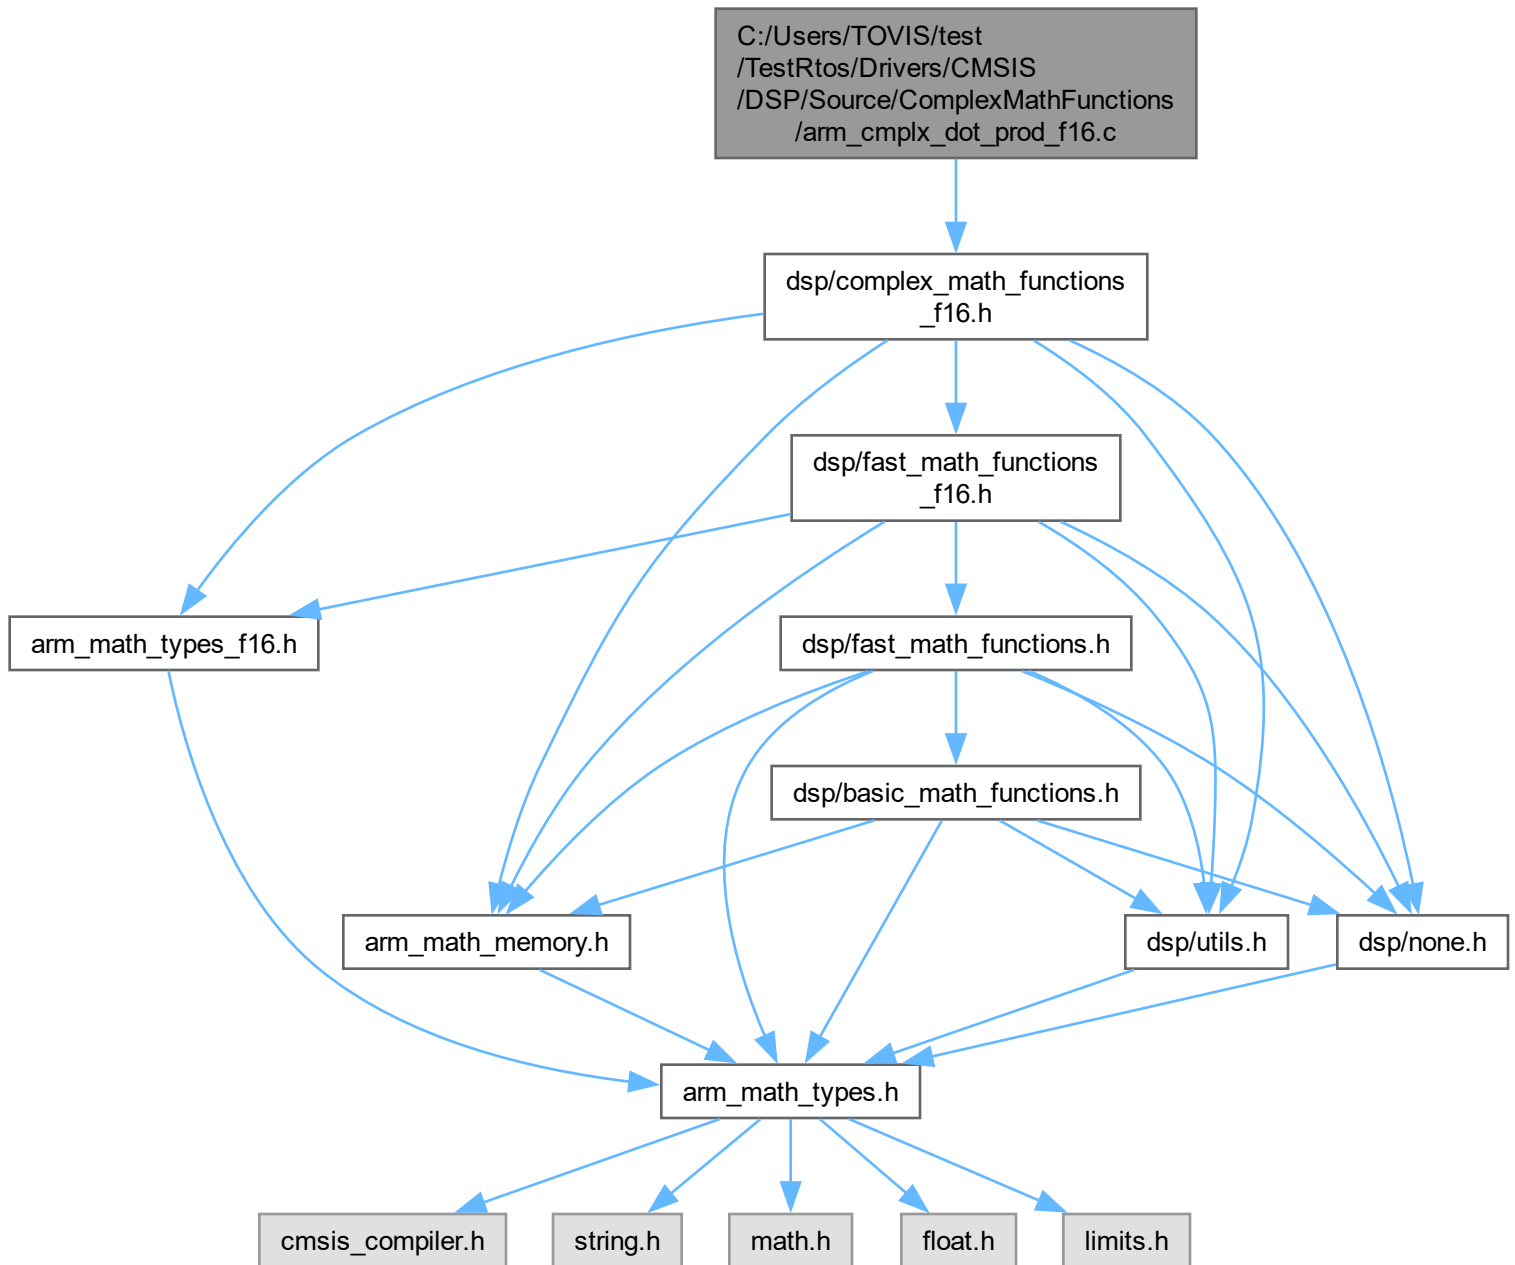 C:/Users/TOVIS/test
/TestRtos/Drivers/CMSIS
/DSP/Source/ComplexMathFunctions
/arm_cmplx_dot_prod_f16.c
dsp/complex_math_functions
_f16.h
dsp/fast_math_functions
_f16.h
arm_math_types_f16.h
dsp/fast_math_functions.h
dsp/basic_math_functions.h
arm_math_memory.h
dsp/utils.h
dsp/none.h
arm_math_types.h
cmsis_compiler.h
string.h
math.h
float.h
limits.h